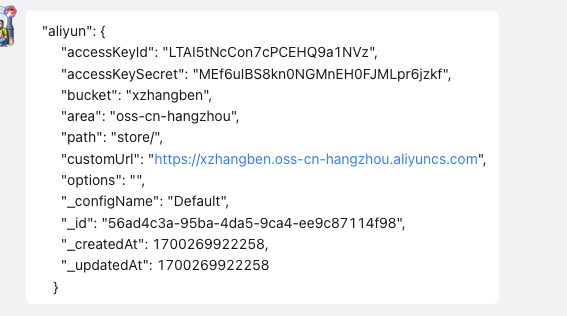 "aliyun": {
"accessKeyId": "LTAI5tNcCon7cPCEHQ9a1NVz",
"accessKeySecret": "MEf6uIBS8kn0NGMnEH0FJMLpr6jzkf",
"bucket": "xzhangben",
"area": "oss-cn-hangzhou",
"path": "store/",
"customUrl": "https://xzhangben.oss-cn-hangzhou.aliyuncs.com",
"options": "",
"_configName": "Default",
"_id": "56ad4c3a-95ba-4da5-9ca4-ee9c87114f98",
"_createdAt": 1700269922258,
"_updatedAt": 1700269922258
}